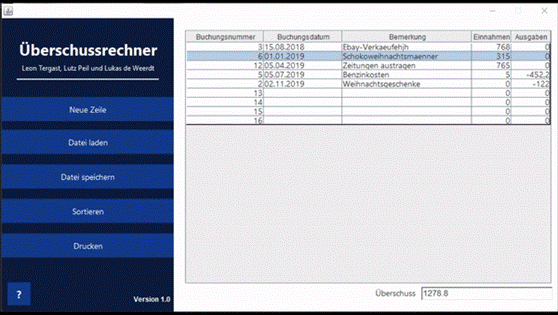 Überschussrechner
Leon Tergast, Lutz Peil und Lukas de Weerdt
Neue Zeile
Datei laden
Datei speichern
Sortieren
Drucken
?
Version 1.0
Buchungsnummer Buchungsdatum Bemerkung Einnahmen Ausgaben
3 15.08.2018 Ebay-Verkaeufehjh 768 0
6 01.01.2019 Schokoweihnachtsmaenner 315 0
12 05.04.2019 Zeitungen austragen 765 0
5 05.07.2019 Benzinkosten 5 -452.2
2 02.11.2019 Weihnachtsgeschenke 0 -122
13 0 0
14 0 0
15 0 0
16 0 0
Überschuss 1278.8